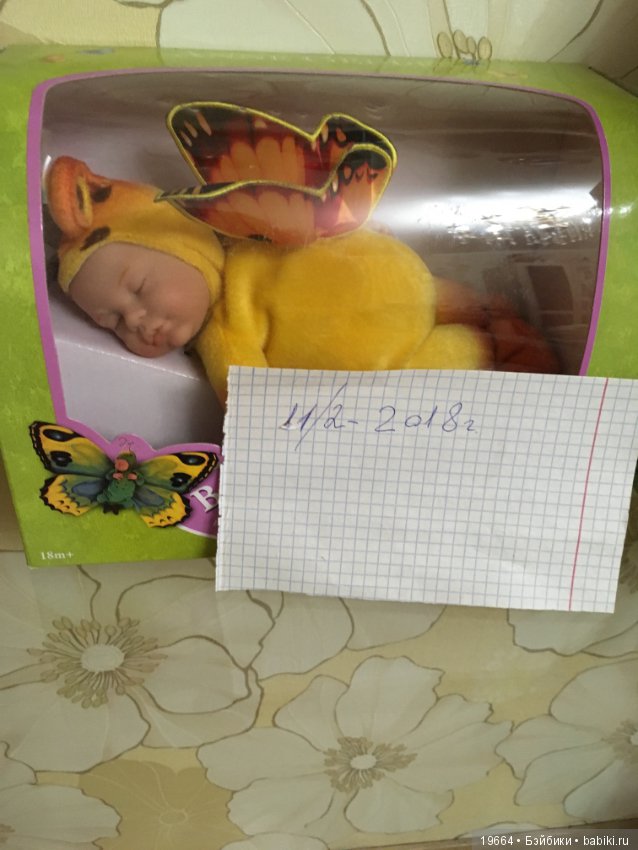 11/2-2018г
B
18m+
19664 • Бэйбики • babiki.ru